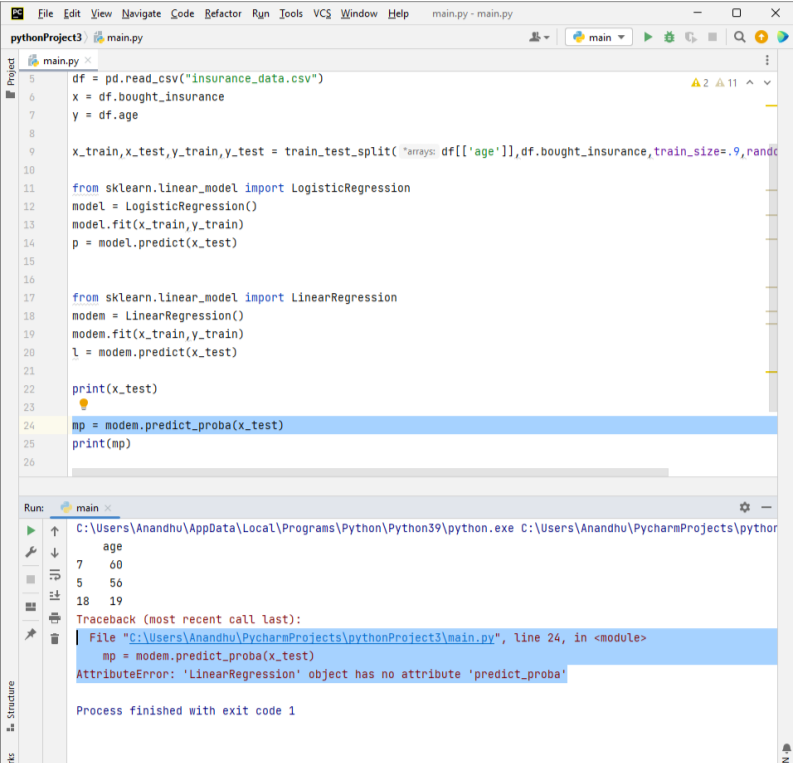 PC File Edit View Navigate Code Refactor Run Tools VCS Window Help main.py - main.py
pythonProject3 main.py main
Project
main.py
2 11
5 df = pd.read_csv("insurance_data.csv")
6 x = df.bought_insurance
7 y = df.age
8
9 x_train,x_test,y_train,y_test = train_test_split( *arrays: df[['age']],df.bought_insurance,train_size=.9,rando
10
11 from sklearn.linear_model import LogisticRegression
12 model = LogisticRegression()
13 model.fit(x_train,y_train)
14 p = model.predict(x_test)
15
16
17 from sklearn.linear_model import LinearRegression
18 modem = LinearRegression()
19 modem.fit(x_train,y_train)
20 l = modem.predict(x_test)
21
22 print(x_test)
23
24 mp = modem.predict_proba(x_test)
25 print(mp)
26
Run: main
C:\Users\Anandhu\AppData\Local\Programs\Python\Python39\python.exe C:\Users\Anandhu\PycharmProjects\python
age
7 60
5 56
18 19
Traceback (most recent call last):
File "C:\Users\Anandhu\PycharmProjects\pythonProject3\main.py", line 24, in <module>
mp = modem.predict_proba(x_test)
AttributeError: 'LinearRegression' object has no attribute 'predict_proba'
Process finished with exit code 1
Structure